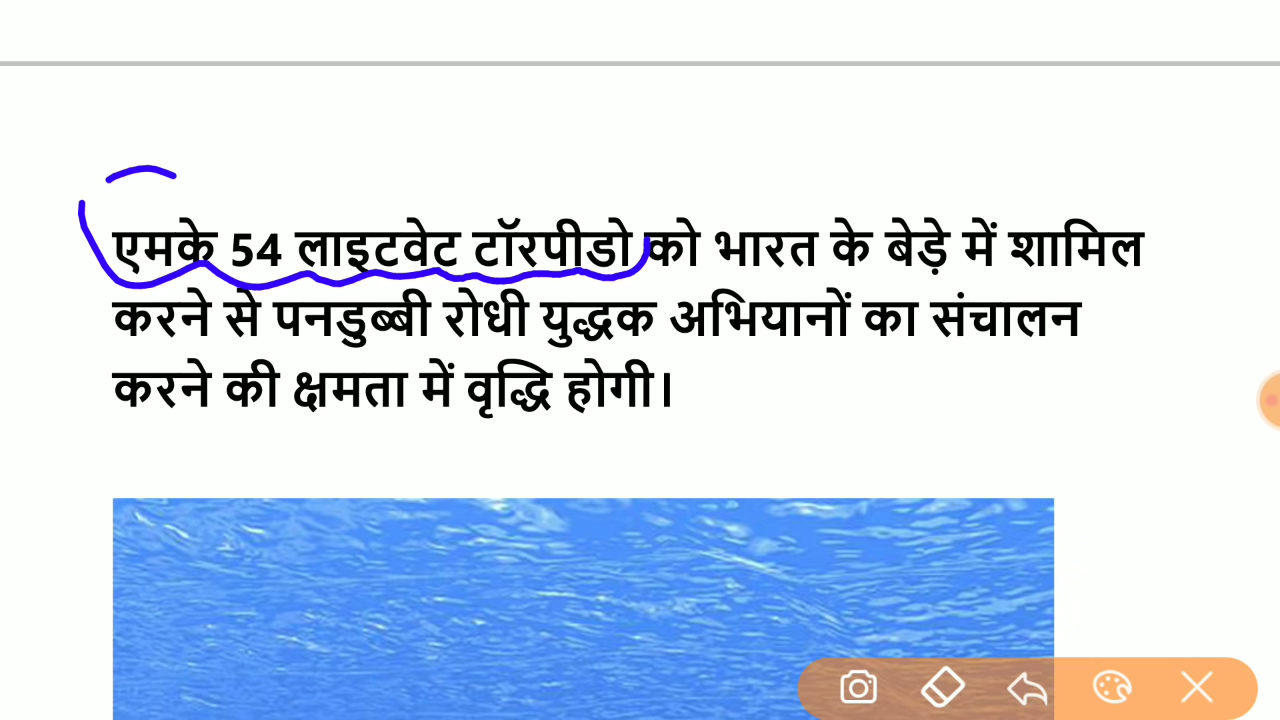 एमके 54 लाइटवेट टॉरपीडो को भारत के बेड़े में शामिल
करने से पनडुब्बी रोधी युद्धक अभियानों का संचालन
करने की क्षमता में वृद्धि होगी।